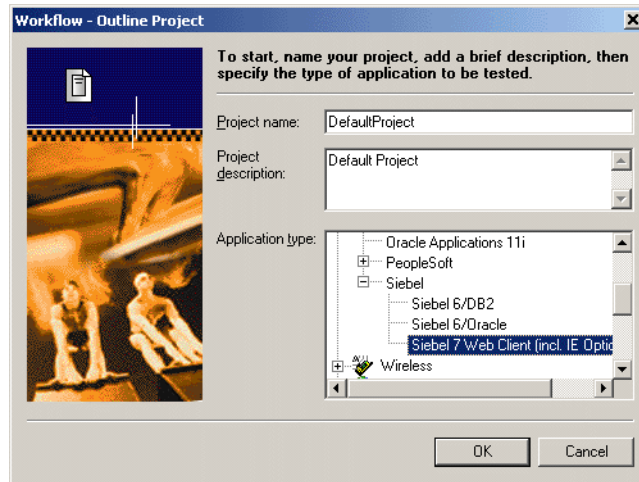 Workflow - Outline Project
To start, name your project, add a brief description, then
specify the type of application to be tested.
Project name:
DefaultProject
Project
description:
Default Project
Application type:
Oracle Applications 11i
PeopleSoft
Siebel
Siebel 6/DB2
Siebel 6/Oracle
Siebel 7 Web Client (incl. IE Optio
Wireless
OK
Cancel